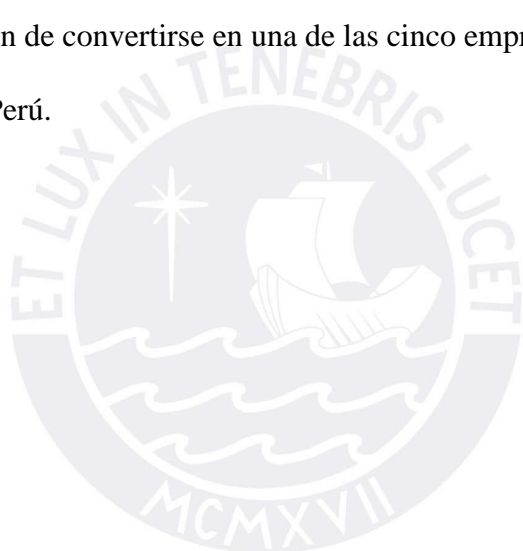 n de convertirse en una de las cinco empr
Perú.
ET LUX IN TENEBRIS LUCET
MCMXVII